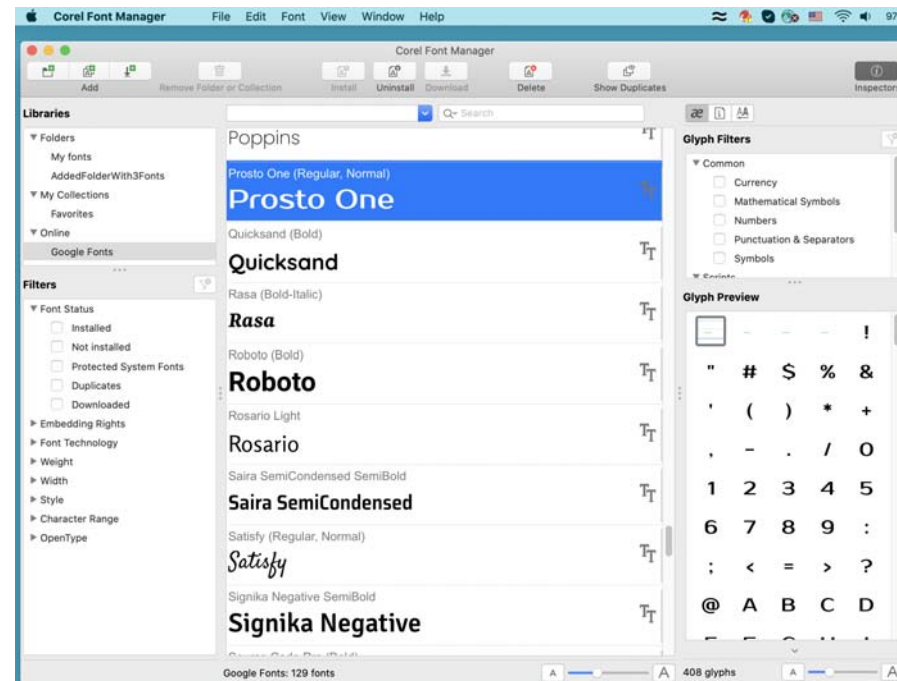 Corel Font Manager File Edit Font View Window Help 97
Corel Font Manager
Add Remove Folder or Collection Install Uninstall Download Delete Show Duplicates Inspectors
Libraries
Folders
My fonts
AddedFolderWith3Fonts
My Collections
Favorites
Online
Google Fonts
Filters
Font Status
Installed
Not installed
Protected System Fonts
Duplicates
Downloaded
Embedding Rights
Font Technology
Weight
Width
Style
Character Range
OpenType
Search
Poppins
Prosto One (Regular, Normal)
Prosto One
Quicksand (Bold)
Quicksand
Rasa (Bold-Italic)
Rasa
Roboto (Bold)
Roboto
Rosario Light
Rosario
Saira SemiCondensed SemiBold
Saira SemiCondensed
Satisfy (Regular, Normal)
Satisfy
Signika Negative SemiBold
Signika Negative
Google Fonts: 129 fonts
A A
Glyph Filters
Common
Currency
Mathematical Symbols
Numbers
Punctuation & Separators
Symbols
Scripts
Glyph Preview
!
" # $ % &
' ( ) * +
, - . / 0
1 2 3 4 5
6 7 8 9 :
; < = > ?
@ A B C D
408 glyphs A A